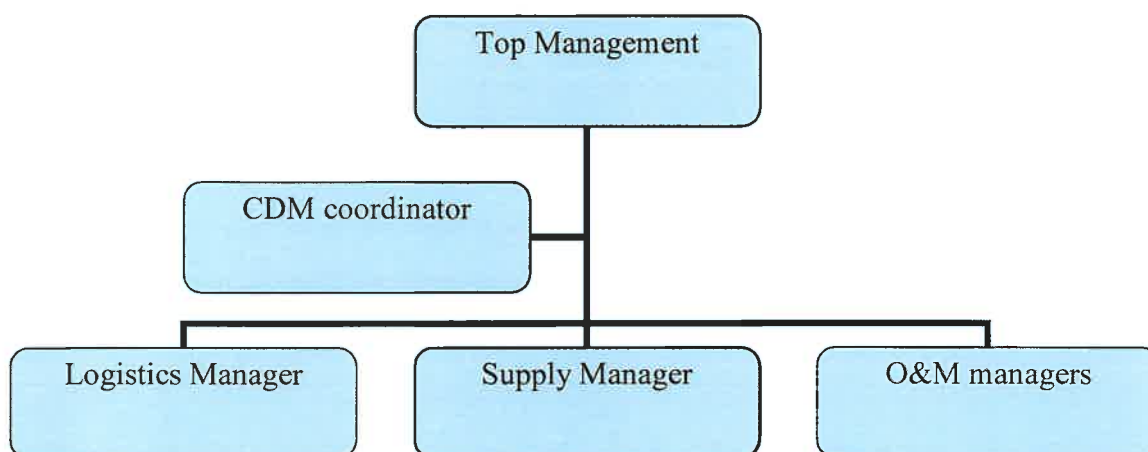 Top Management
CDM coordinator
Logistics Manager
Supply Manager
O&M managers